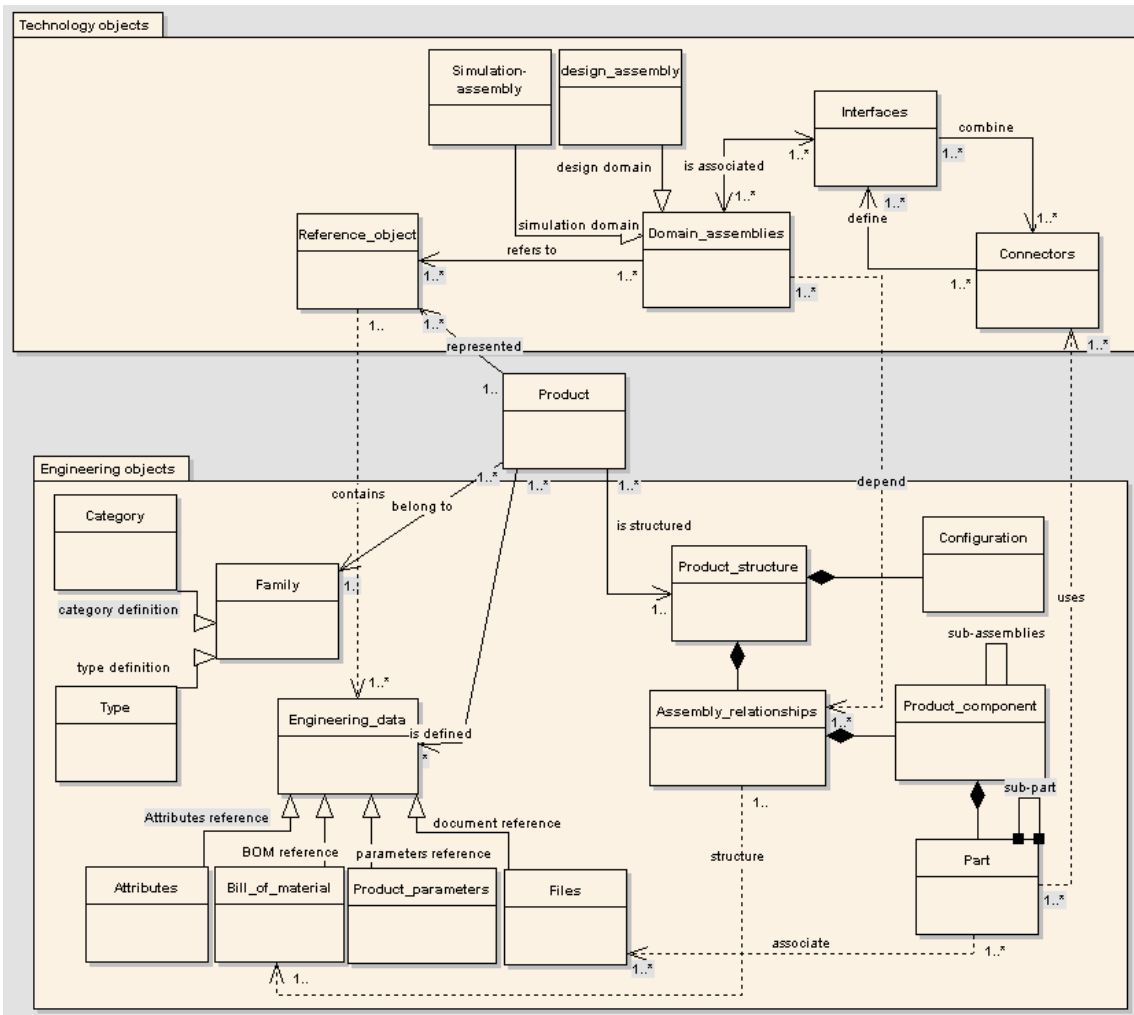 Technology objects
Simulation-
assembly
design_assembly
Interfaces
combine
1..*
1..*
is associated
design domain
1..*
1..*
1..*
define
simulation domain
Reference_object
Domain_assemblies
Connectors
refers to
1..*
1..*
1..*
1..*
1..
1..*
1..*
represented
1..
Product
Engineering objects
1..*
1..*
1..*
contains
belong to
depend
is structured
Category
Configuration
Family
Product_structure
1..
category definition
1..
uses
sub-assemblies
type definition
1..*
Type
Engineering_data
Assembly_relationships
Product_component
1..*
is defined
*
sub-part
1..
Attributes reference
document reference
BOM reference
parameters reference
structure
Part
Attributes
Bill_of_material
Product_parameters
Files
1..*
associate
1..*
1..*
1..